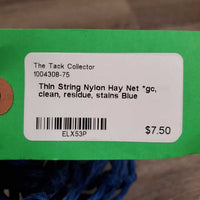 The Tack Collector
1004308-75
Thin String Nylon Hay Net *gc,
clean, residue, stains Blue
ELX53P
$7.50